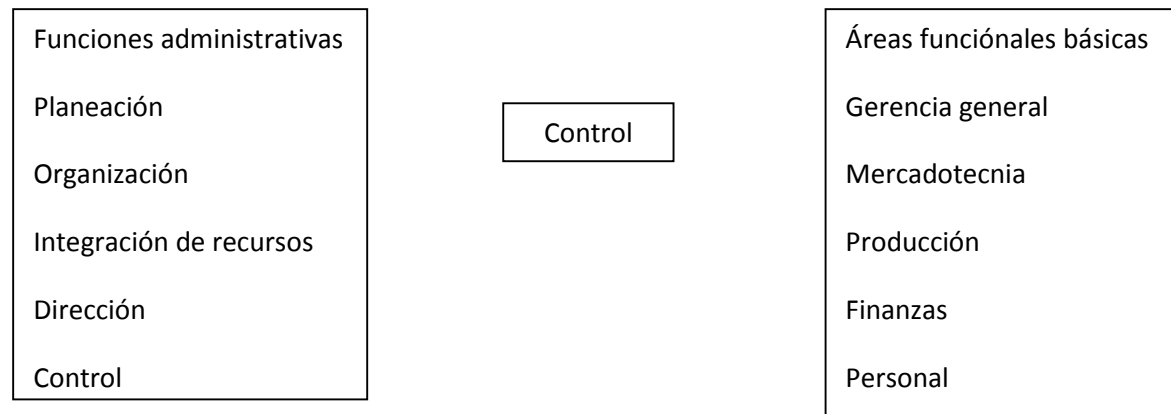 Funciones administrativas
Planeación
Organización
Integración de recursos
Dirección
Control
Control
Áreas funciónales básicas
Gerencia general
Mercadotecnia
Producción
Finanzas
Personal